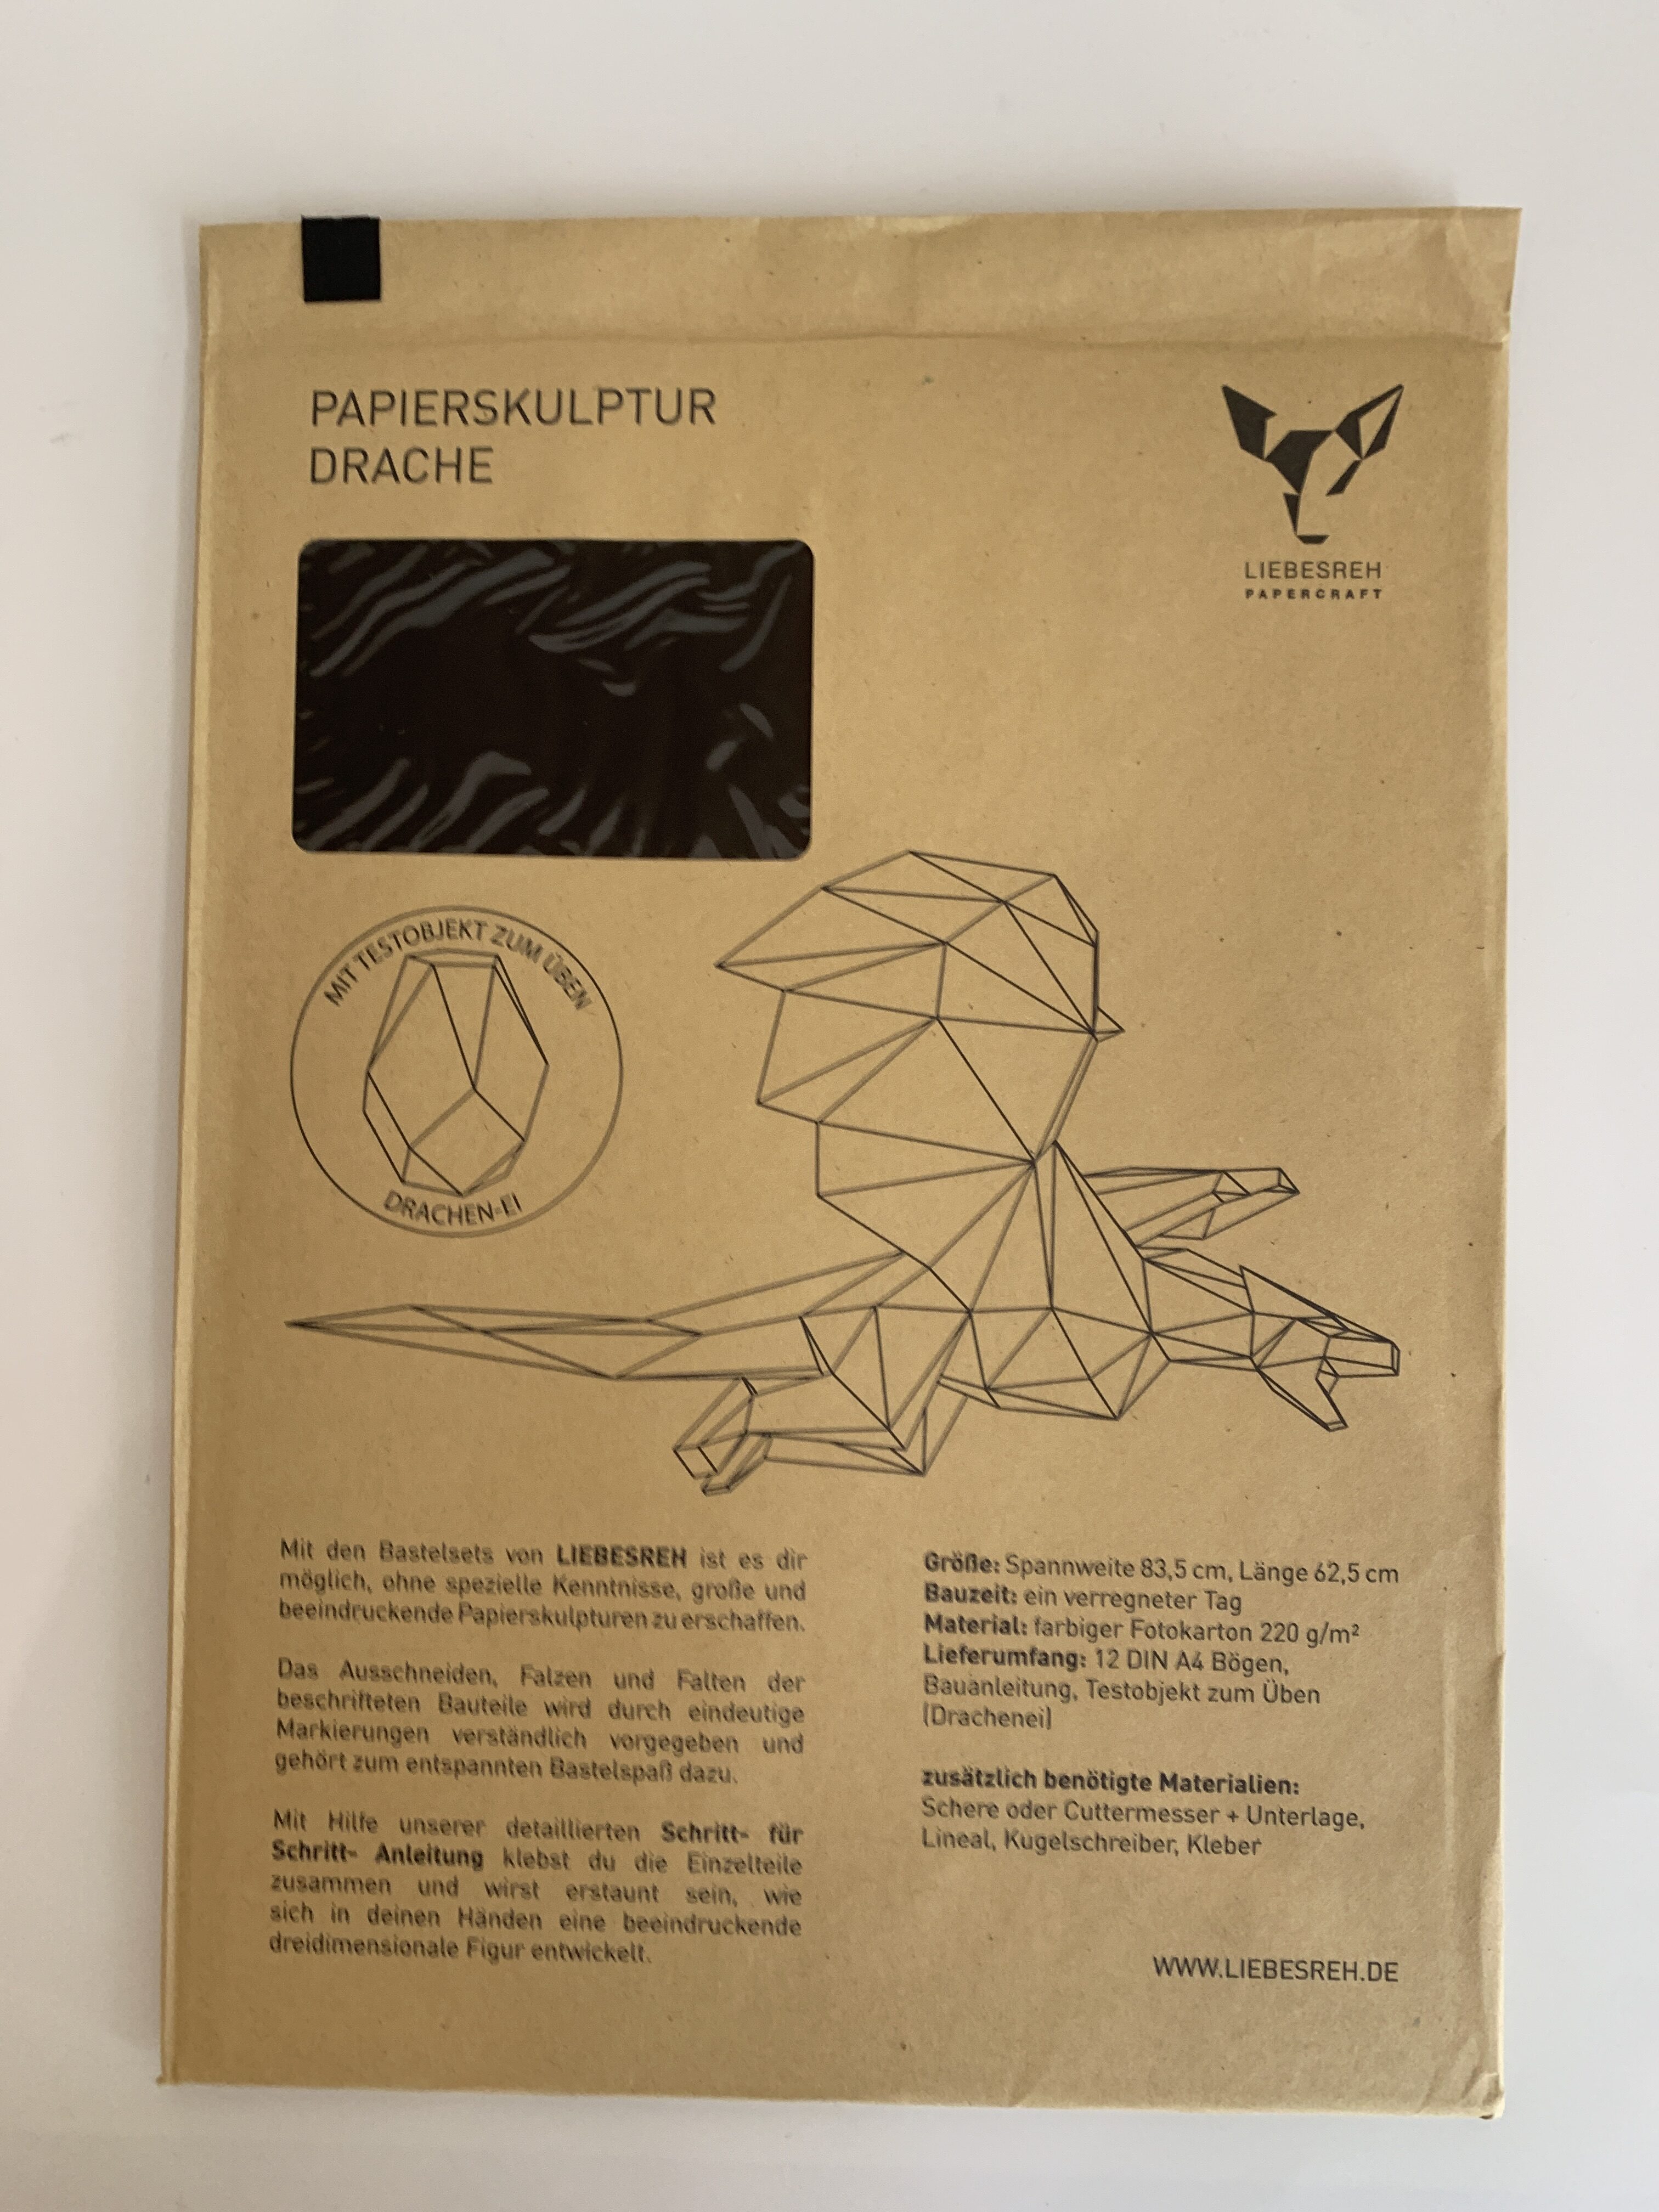 PAPIERSKULPTUR
DRACHE
LIEBESREH
PAPERCRAFT
MIT TESTOBJEKT ZUM ÜBEN
DRACHEN-EI
Mit den Bastelsets von LIEBESREH ist es dir
möglich, ohne spezielle Kenntnisse, große und
beeindruckende Papierskulpturen zu erschaffen.
Das Ausschneiden, Falzen und Falten der
beschrifteten Bauteile wird durch eindeutige
Markierungen verständlich vorgegeben und
gehört zum entspannten Bastelspaß dazu.
Mit Hilfe unserer detaillierten Schritt- für
Schritt- Anleitung klebst du die Einzelteile
zusammen und wirst erstaunt sein, wie
sich in deinen Händen eine beeindruckende
dreidimensionale Figur entwickelt.
Größe: Spannweite 83,5 cm, Länge 62,5 cm
Bauzeit: ein verregneter Tag
Material: farbiger Fotokarton 220 g/m²
Lieferumfang: 12 DIN A4 Bögen,
Bauanleitung, Testobjekt zum Üben
(Drachenei)
zusätzlich benötigte Materialien:
Schere oder Cuttermesser + Unterlage,
Lineal, Kugelschreiber, Kleber
WWW.LIEBESREH.DE